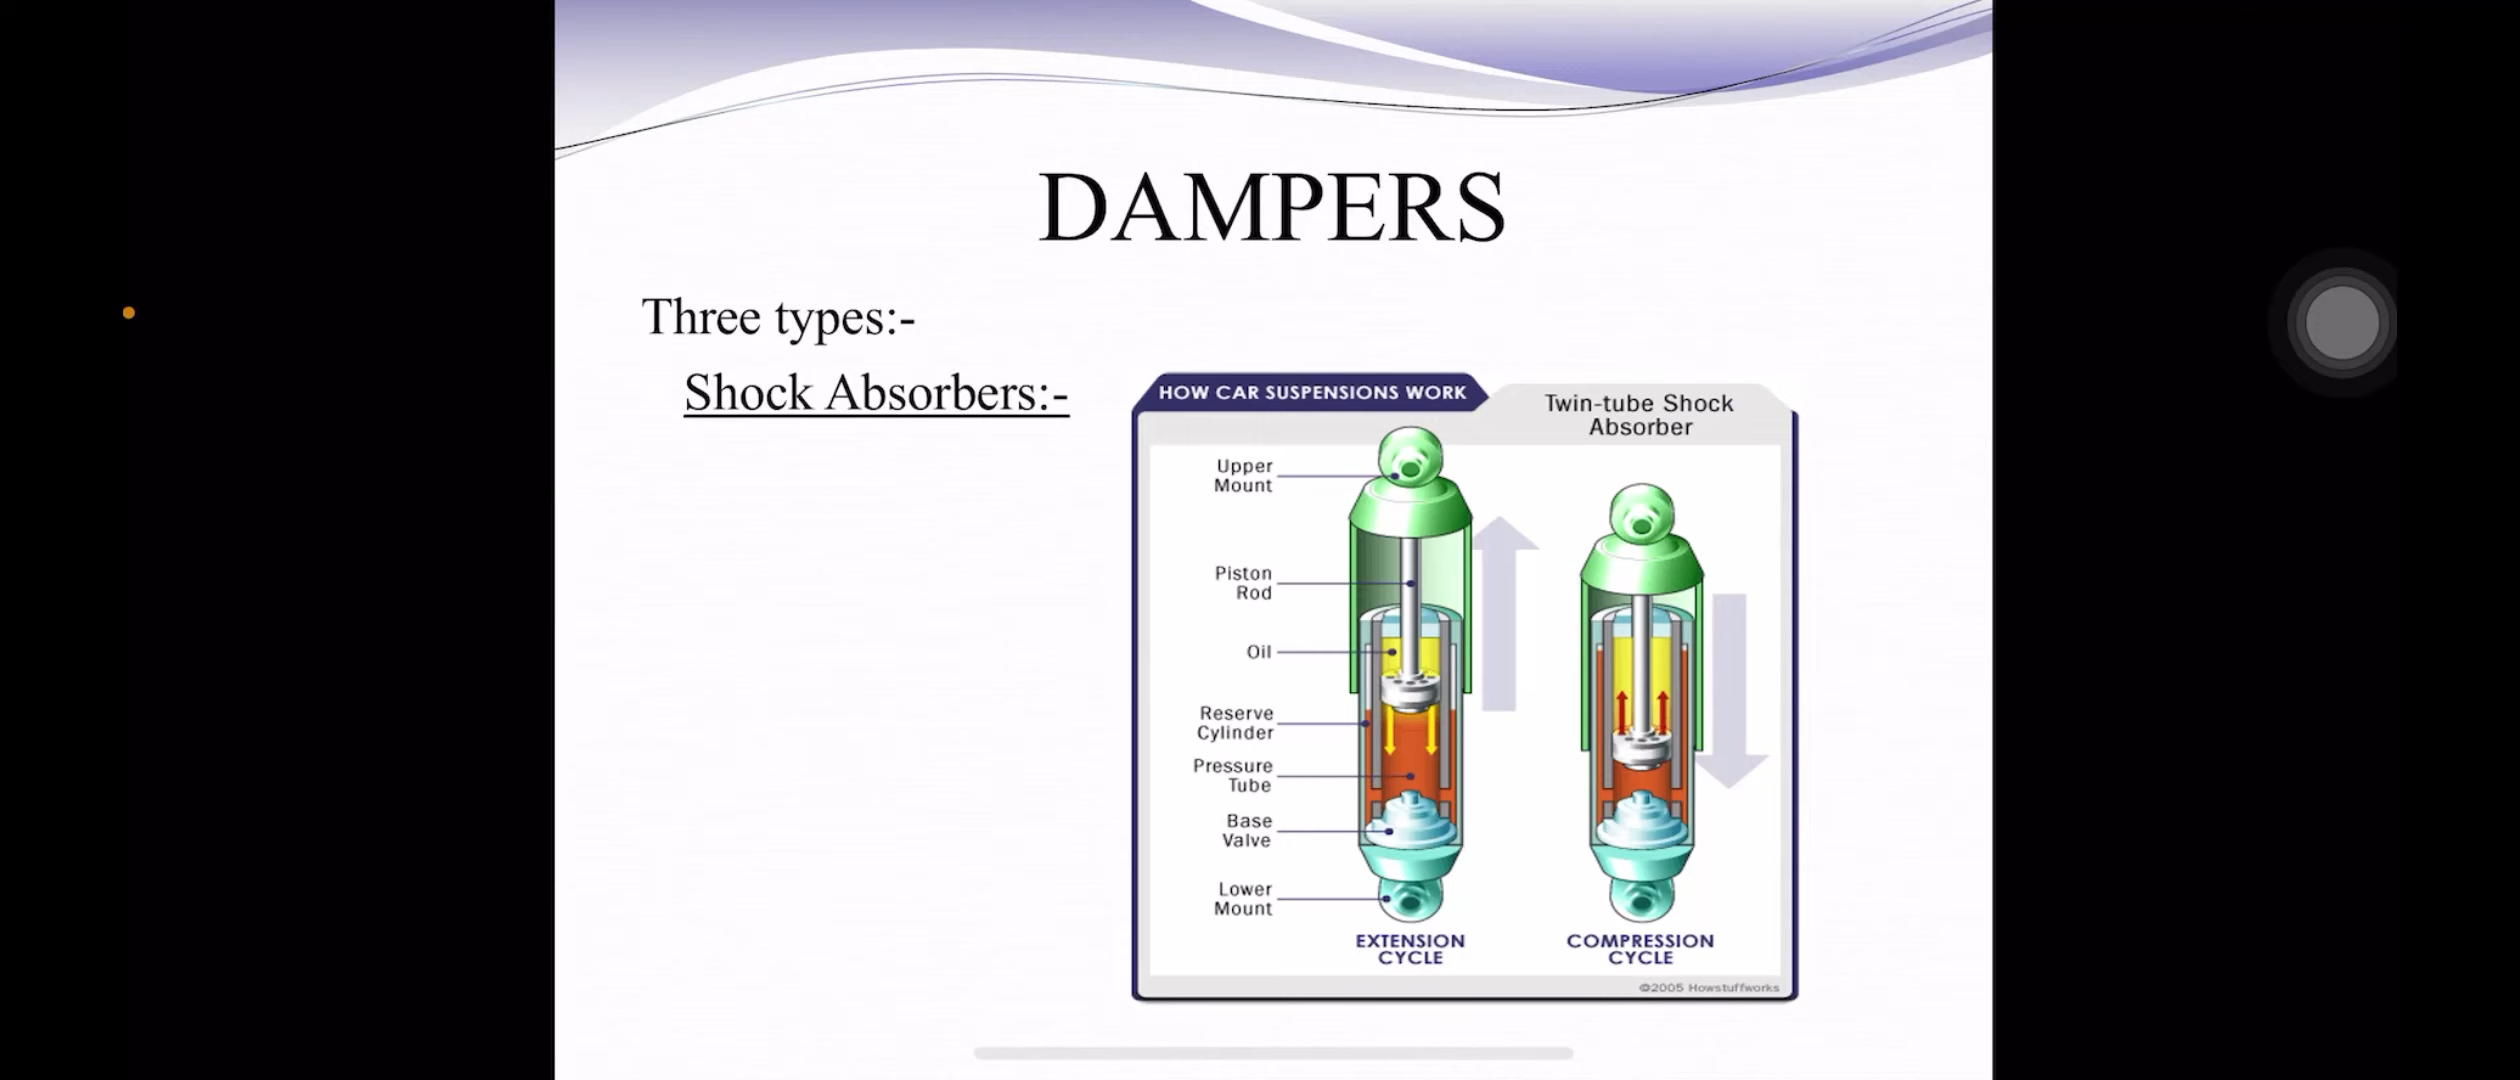 DAMPERS
Three types:-
Shock Absorbers:-
HOW CAR SUSPENSIONS WORK
Twin-tube Shock
Absorber
Upper
Mount
Piston
Rod
Oil
Reserve
Cylinder
Pressure
Tube
Base
Valve
Lower
Mount
EXTENSION
CYCLE
COMPRESSION
CYCLE
©2005 Howstuffworks